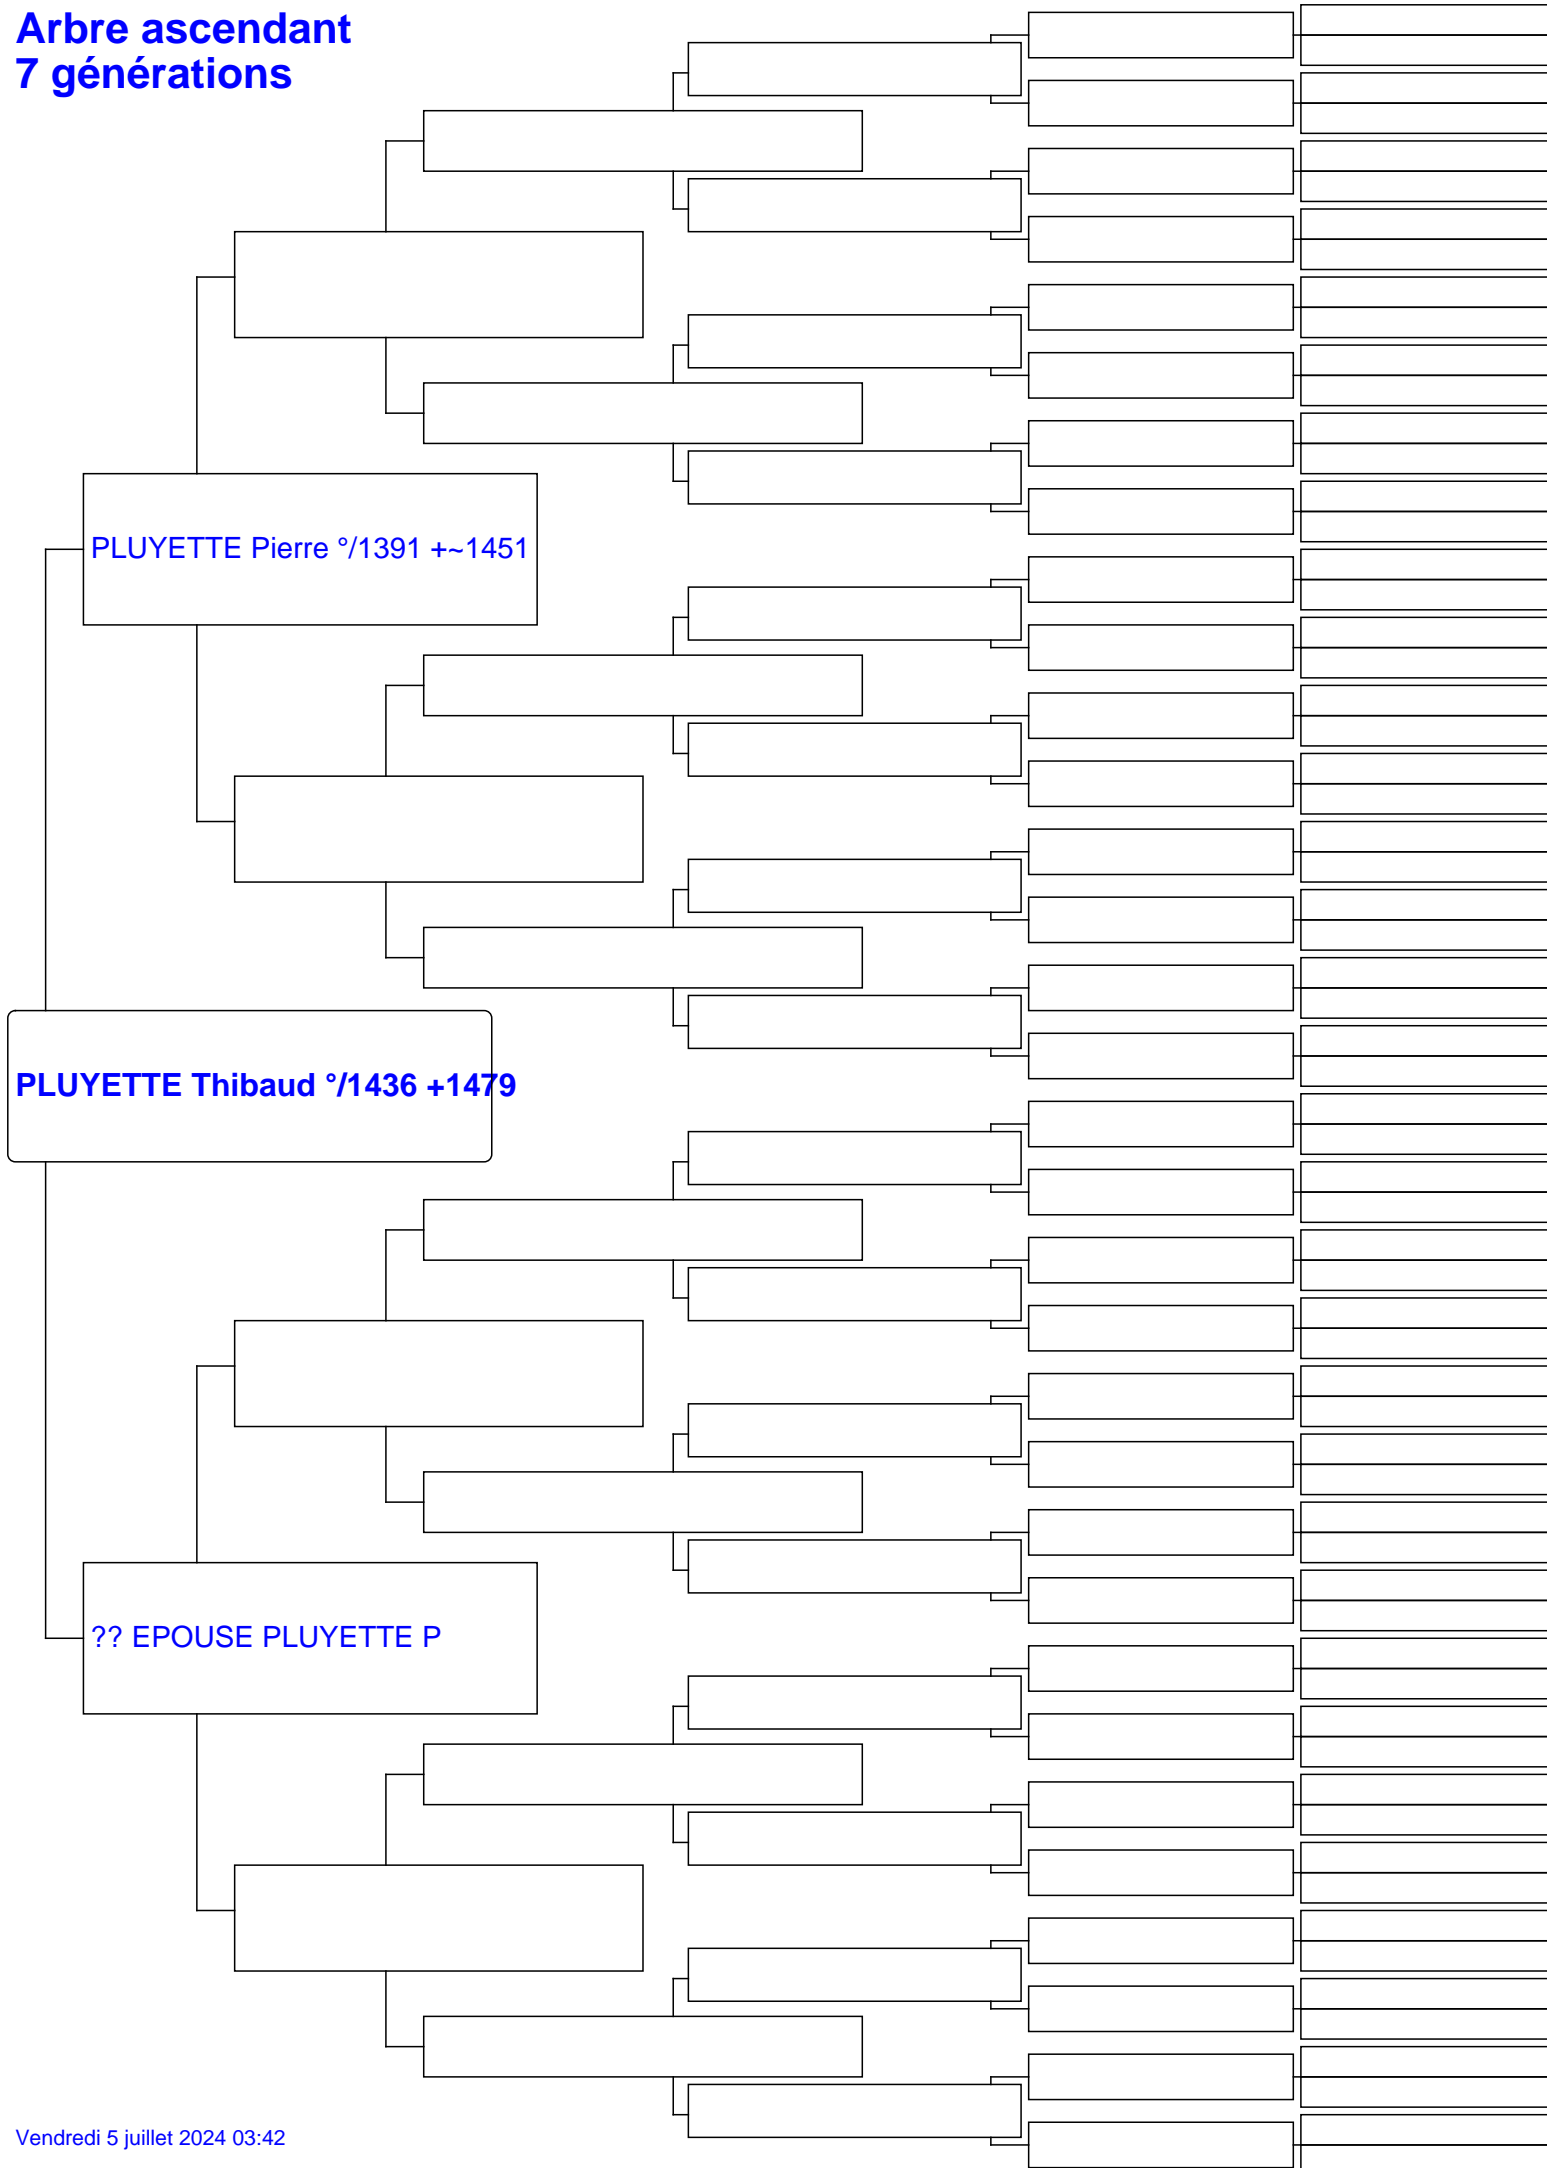 Arbre ascendant
7 générations
PLUYETTE Pierre °/1391 +~1451
PLUYETTE Thibaud °/1436 +1479
?? EPOUSE PLUYETTE P
Vendredi 5 juillet 2024 03:42